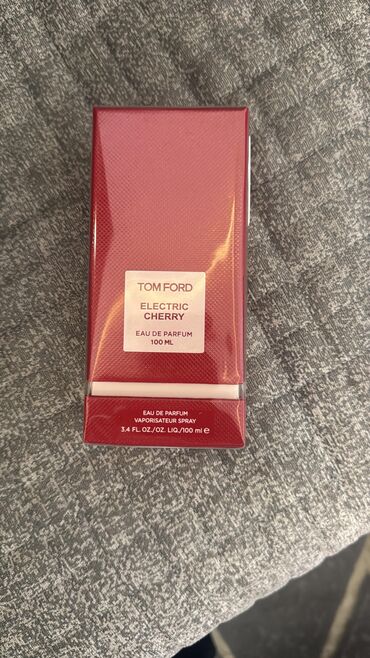 TOM FORD
ELECTRIC
CHERRY
EAU DE PARFUM
100 ML
EAU DE PARFUM
VAPORISATEUR SPRAY
3.4 FL. OZ./OZ. LIQ./100 ml ℮